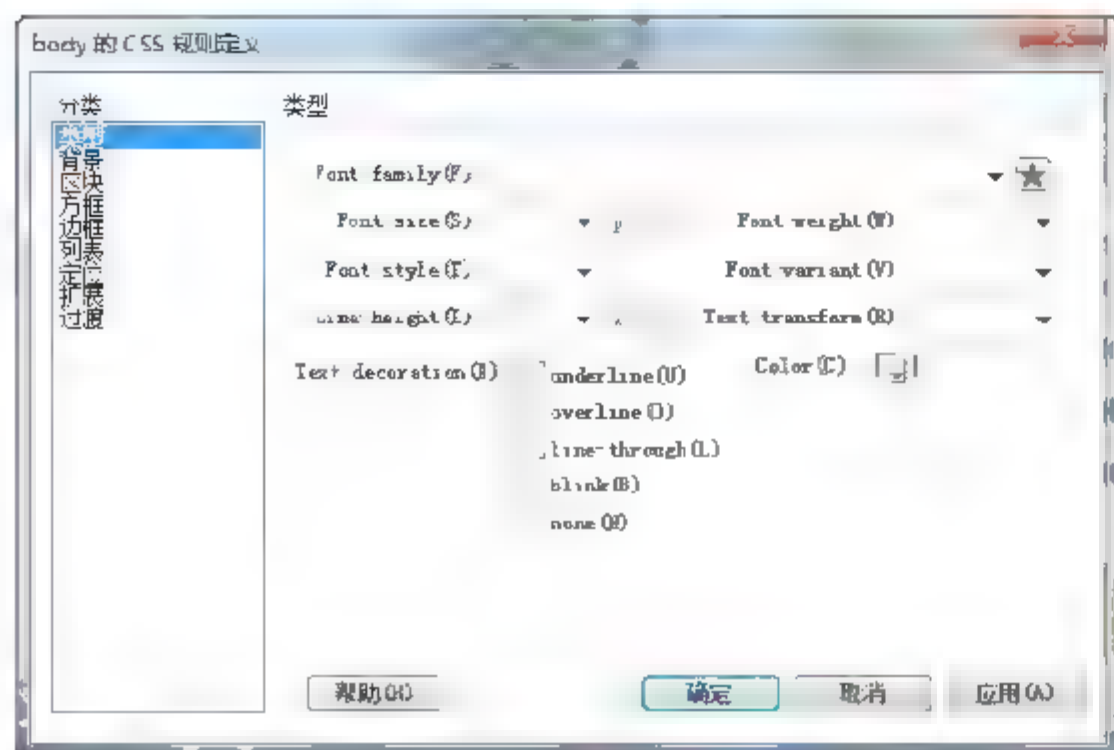 body 的 CSS 规则定义
分类
类型
背景
区块
方框
边框
列表
定位
扩展
过渡
类型
Font family(F)
Font size(S)
Font weight(W)
Font style(T)
Font variant(V)
Line height(I)
Text transform(R)
Text decoration(D)
underline(U)
Color(C)
overline(O)
line-through(L)
blink(B)
none(N)
帮助(H)
确定
取消
应用(A)